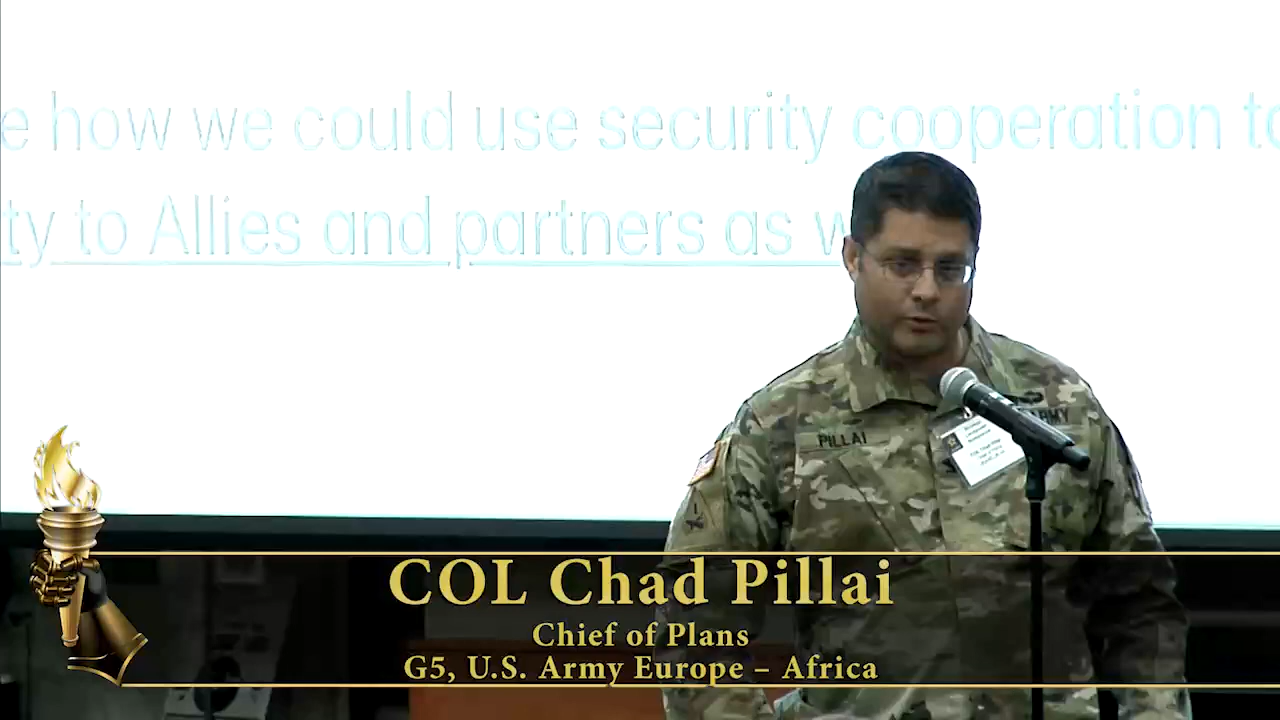 e how we could use security cooperation to
ty to Allies and partners as w
PILLAI
ARMY
COL Chad Pillai
Chief of Plans
G5, U.S. Army Europe – Africa